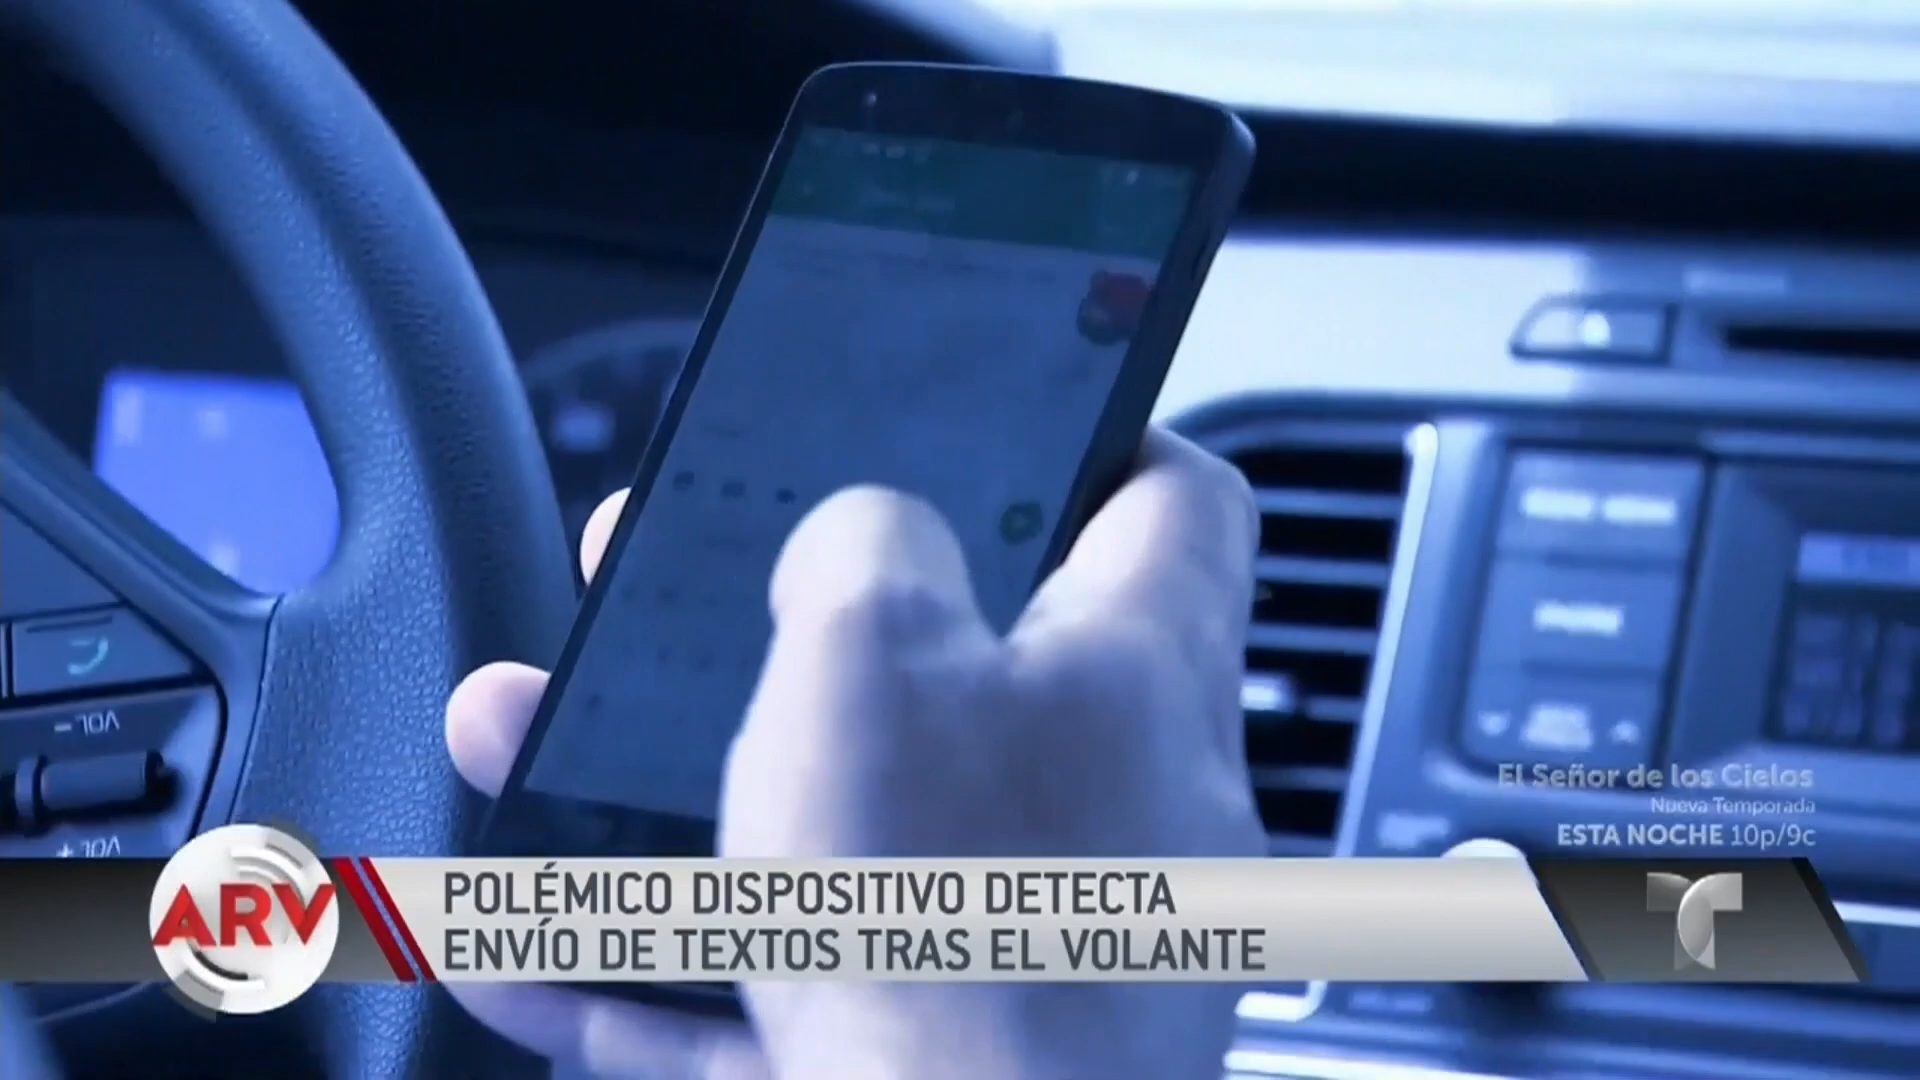 - VOL
+ VOL
El Señor de los Cielos
Nueva Temporada
ESTA NOCHE 10p/9c
ARV
POLÉMICO DISPOSITIVO DETECTA
ENVÍO DE TEXTOS TRAS EL VOLANTE